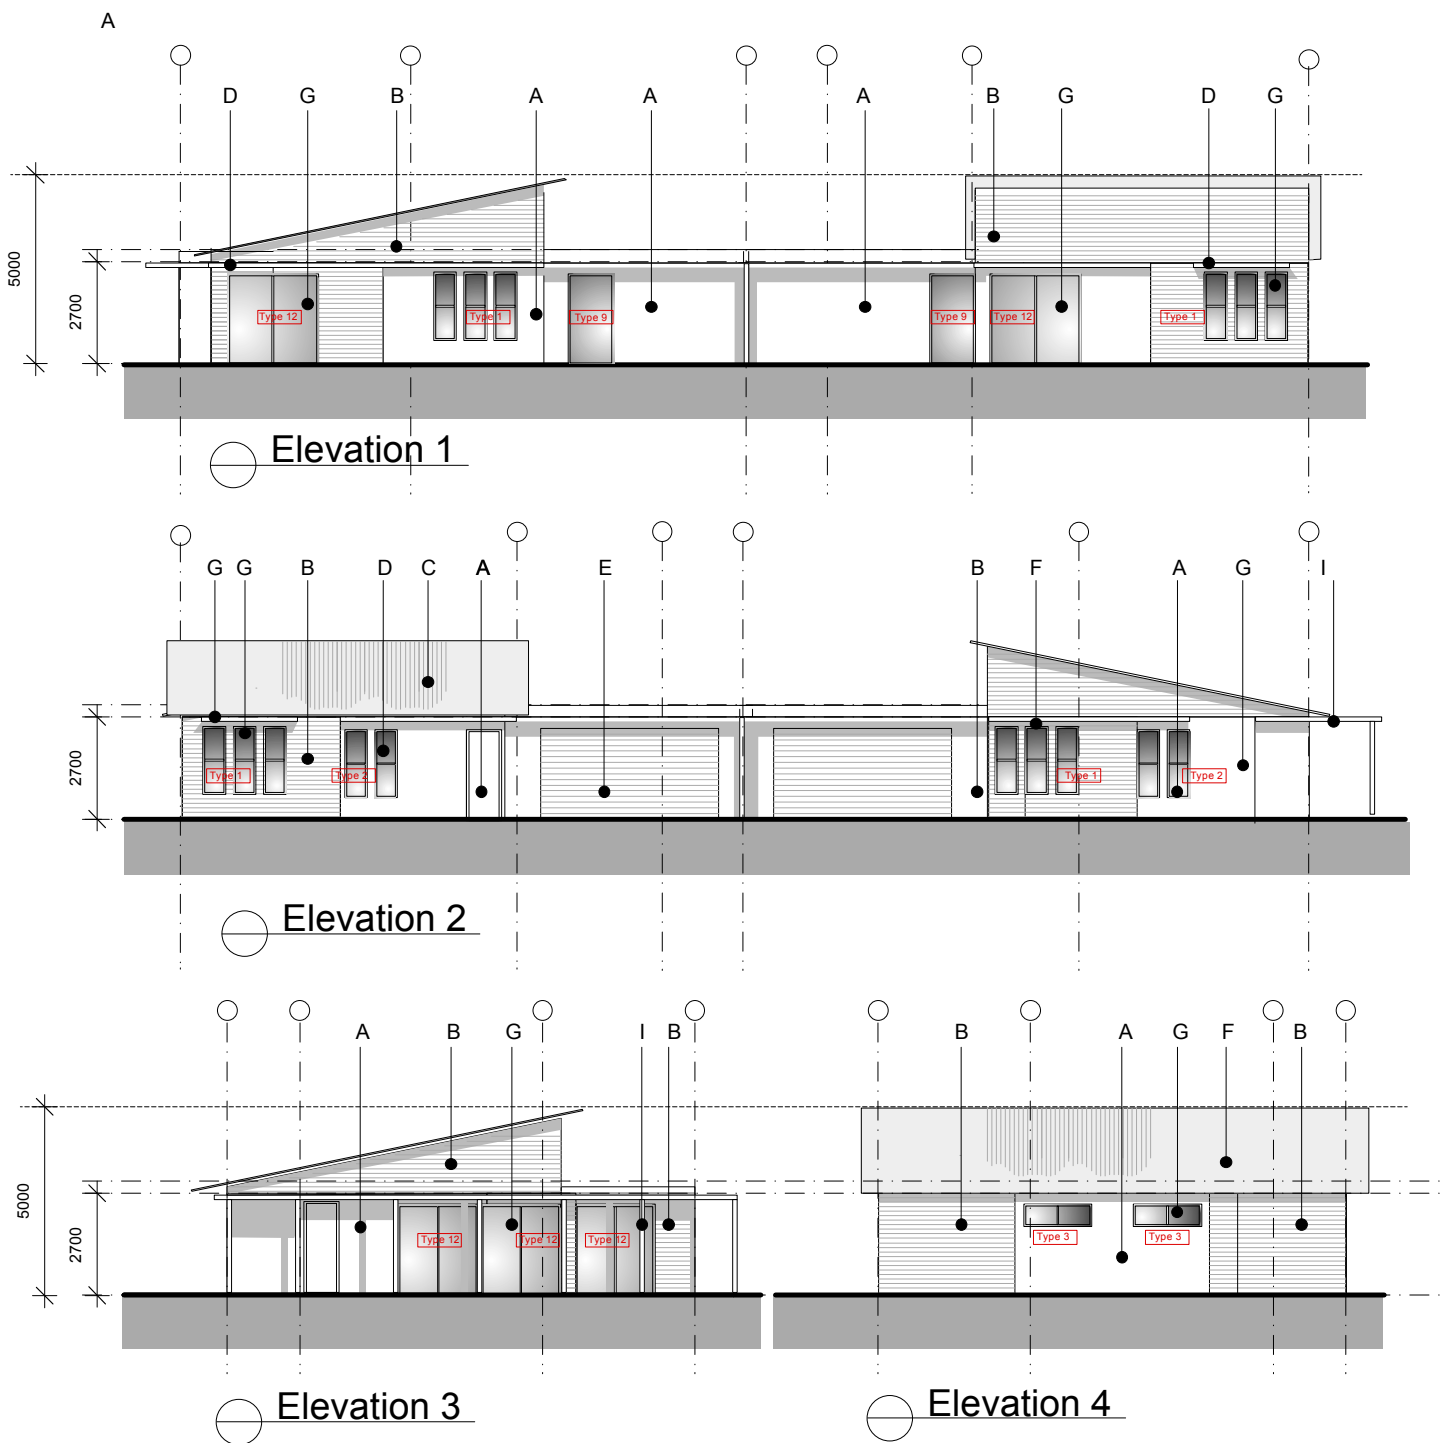 A
D G B A A A B G D G
5000
2700
Type 12 Type 1 Type 9 Type 9 Type 12 Type 1
Elevation 1
G G B D C A E B F A G I
2700
Type 1 Type 2 Type 1 Type 2
Elevation 2
A B G I B
5000
2700
Type 12 Type 12 Type 12
Elevation 3
B A G F B
Type 3 Type 3
Elevation 4